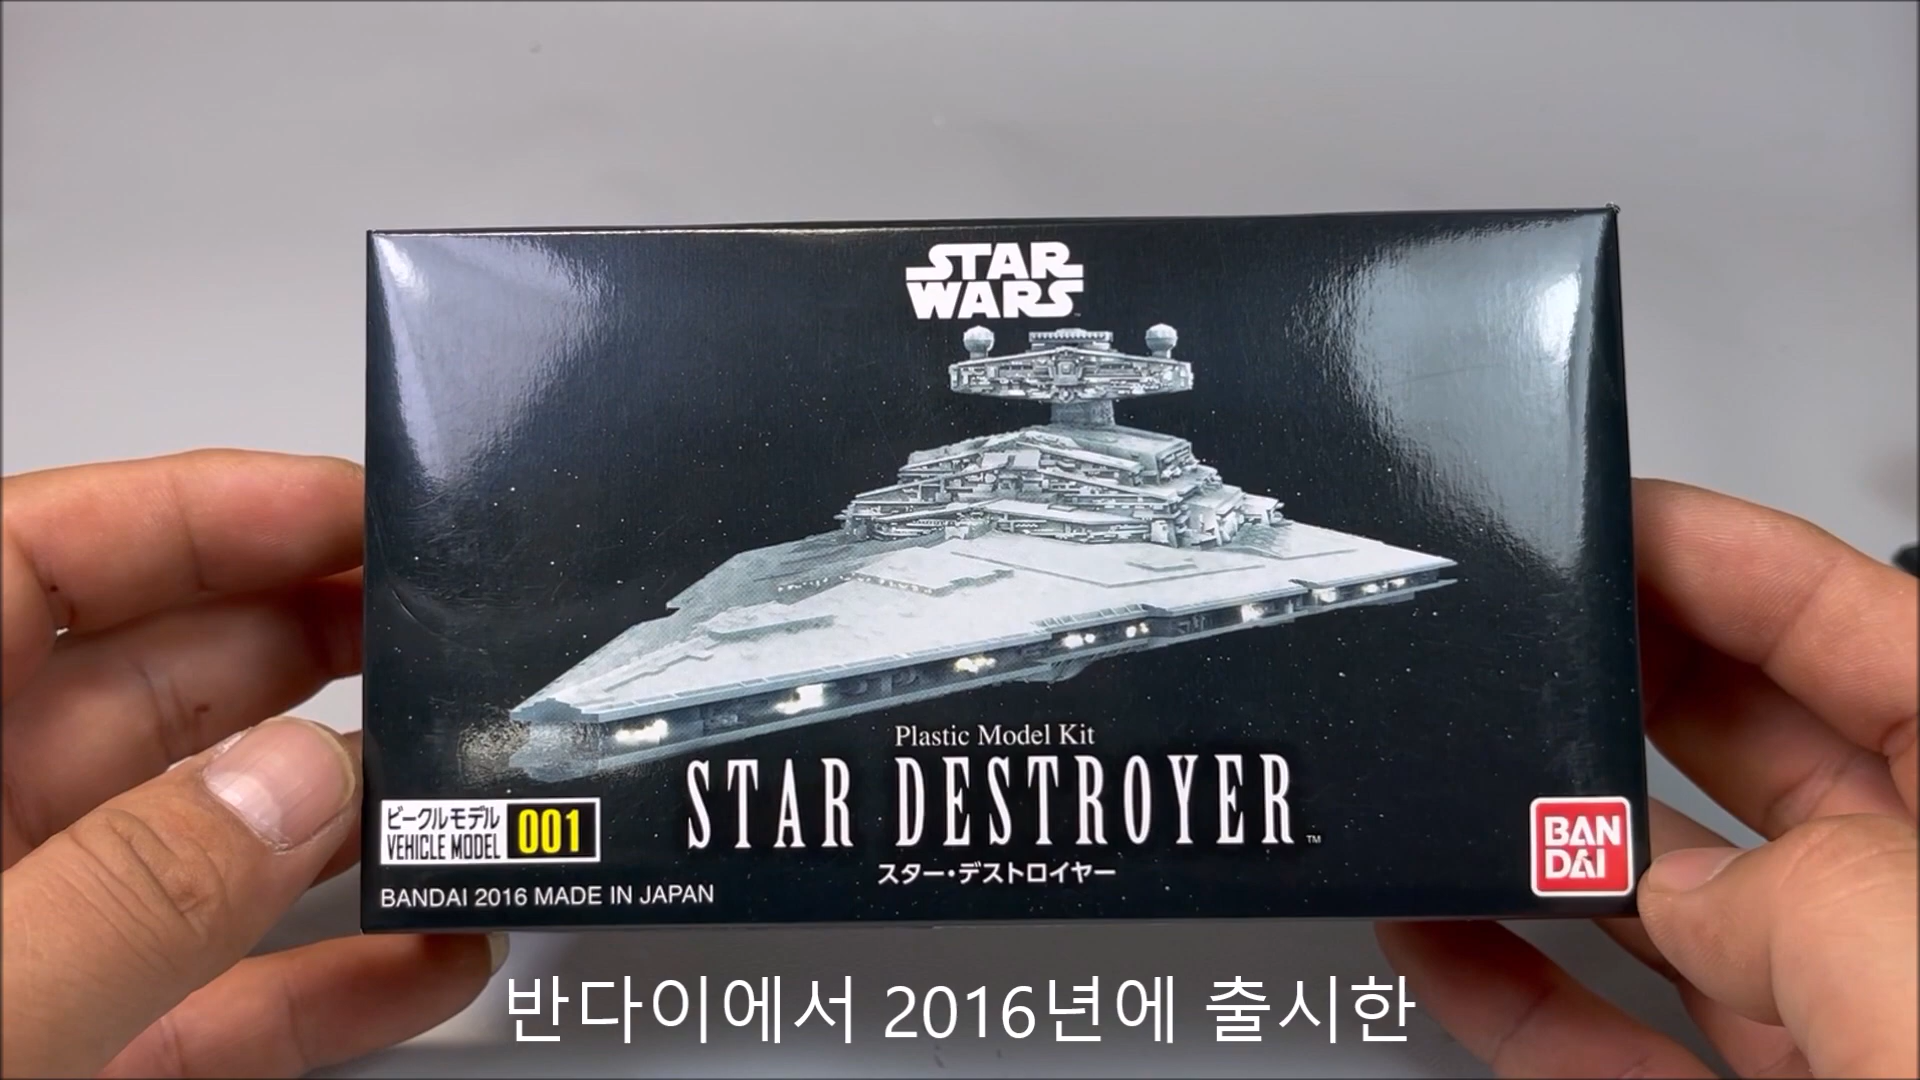 STAR
WARS
Plastic Model Kit
STAR DESTROYER™
スター・デストロイヤー
ビークルモデル
VEHICLE MODEL 001
BANDAI 2016 MADE IN JAPAN
BAN
DAI
반다이에서 2016년에 출시한